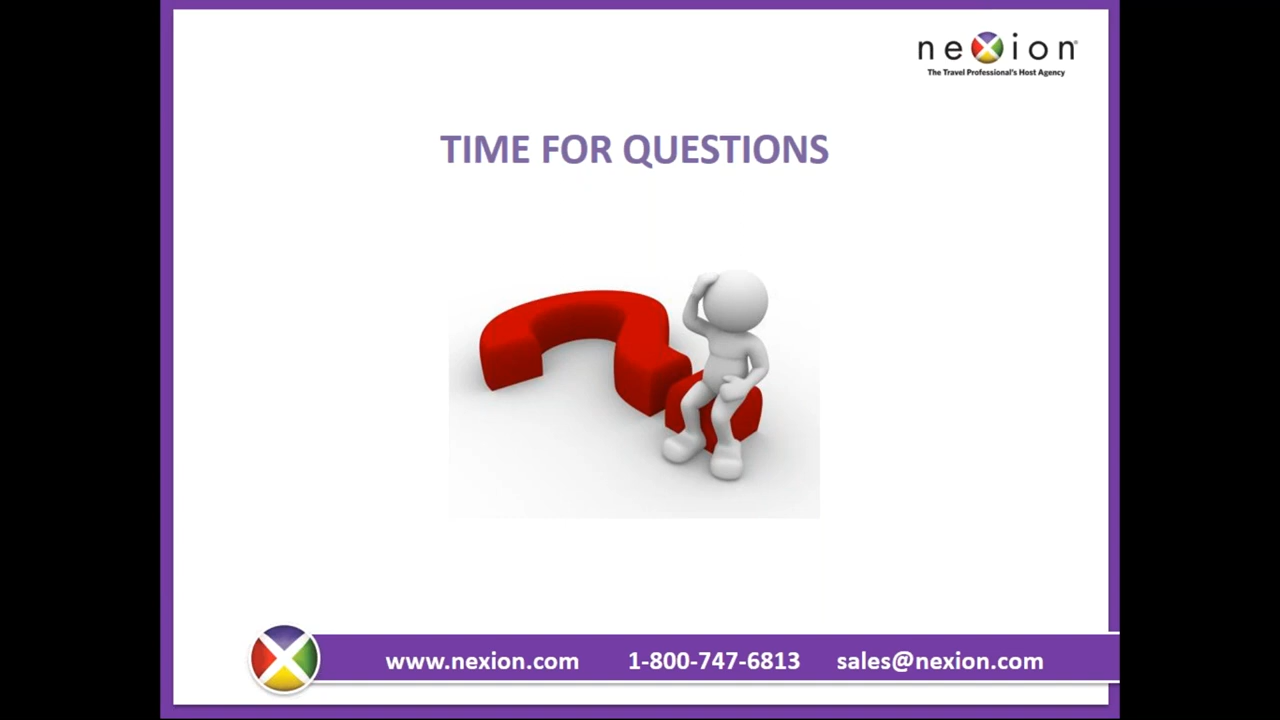 nexion®
The Travel Professional's Host Agency
TIME FOR QUESTIONS
www.nexion.com 1-800-747-6813 sales@nexion.com